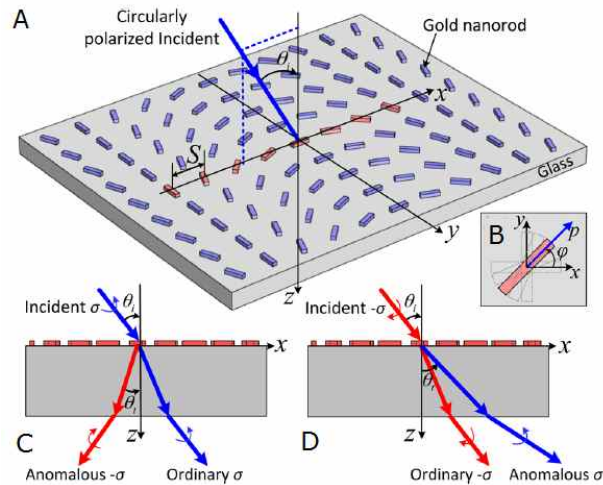 A
Circularly
polarized Incident
Gold nanorod
θi
x
S
Glass
y
z
B
y
p
φ
x
Incident σ
θi
x
θt
z
C
Anomalous -σ
Ordinary σ
Incident -σ
θi
x
θt
z
D
Ordinary -σ
Anomalous σ